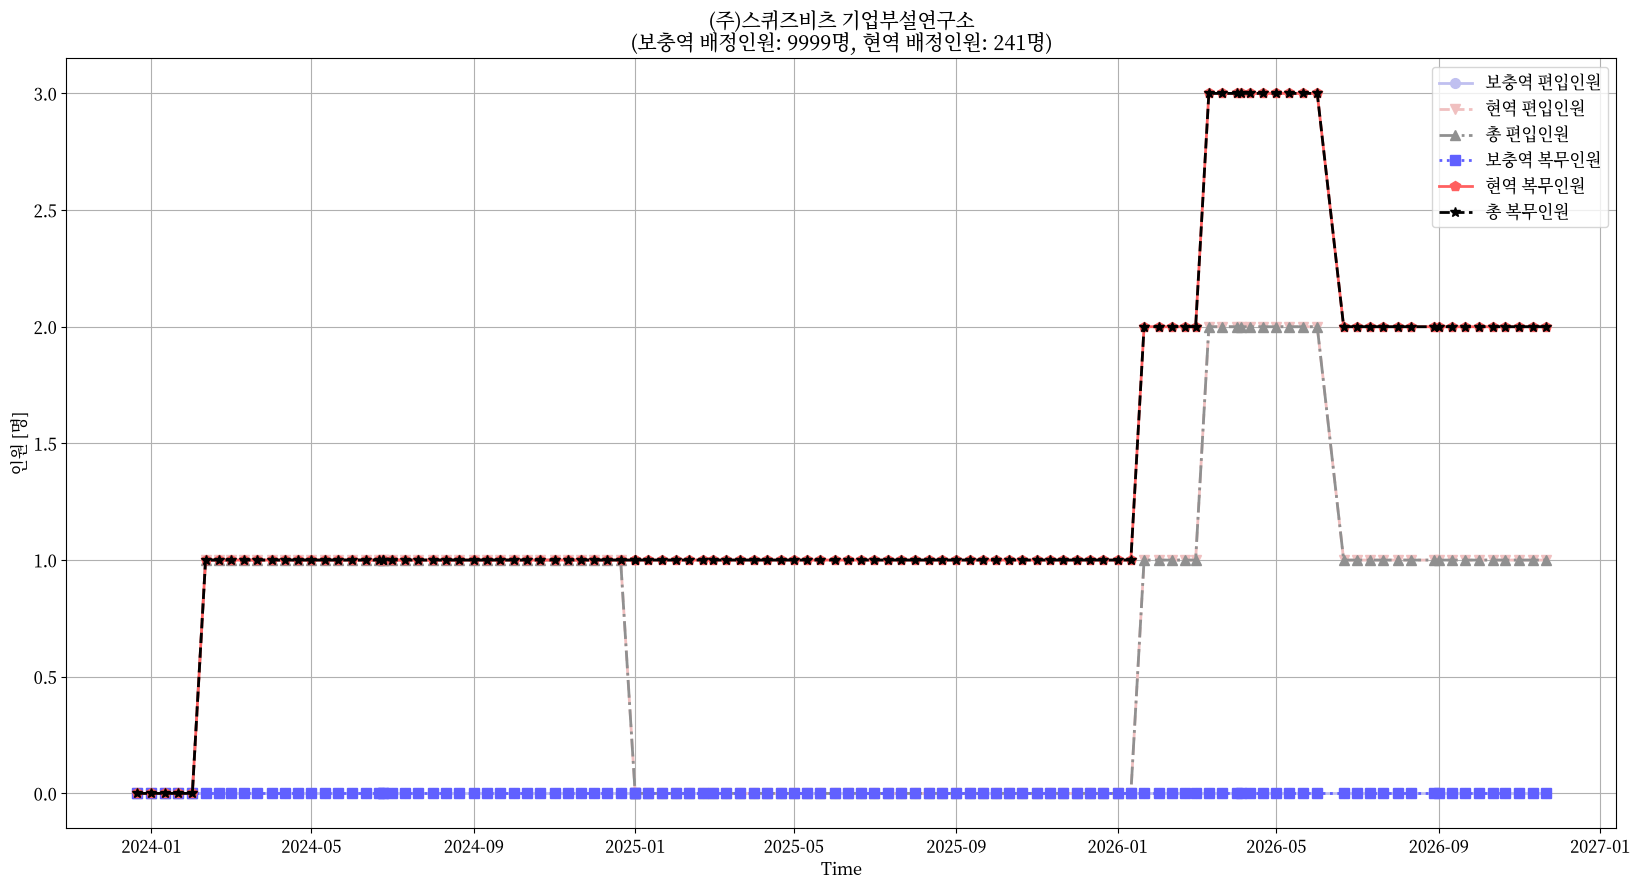 (주)스퀴즈비츠 기업부설연구소
(보충역 배정인원: 9999명, 현역 배정인원: 241명)
보충역 편입인원
현역 편입인원
총 편입인원
보충역 복무인원
현역 복무인원
총 복무인원
인원 [명]
3.0
2.5
2.0
1.5
1.0
0.5
0.0
2024-01
2024-05
2024-09
2025-01
2025-05
2025-09
2026-01
2026-05
2026-09
2027-01
Time